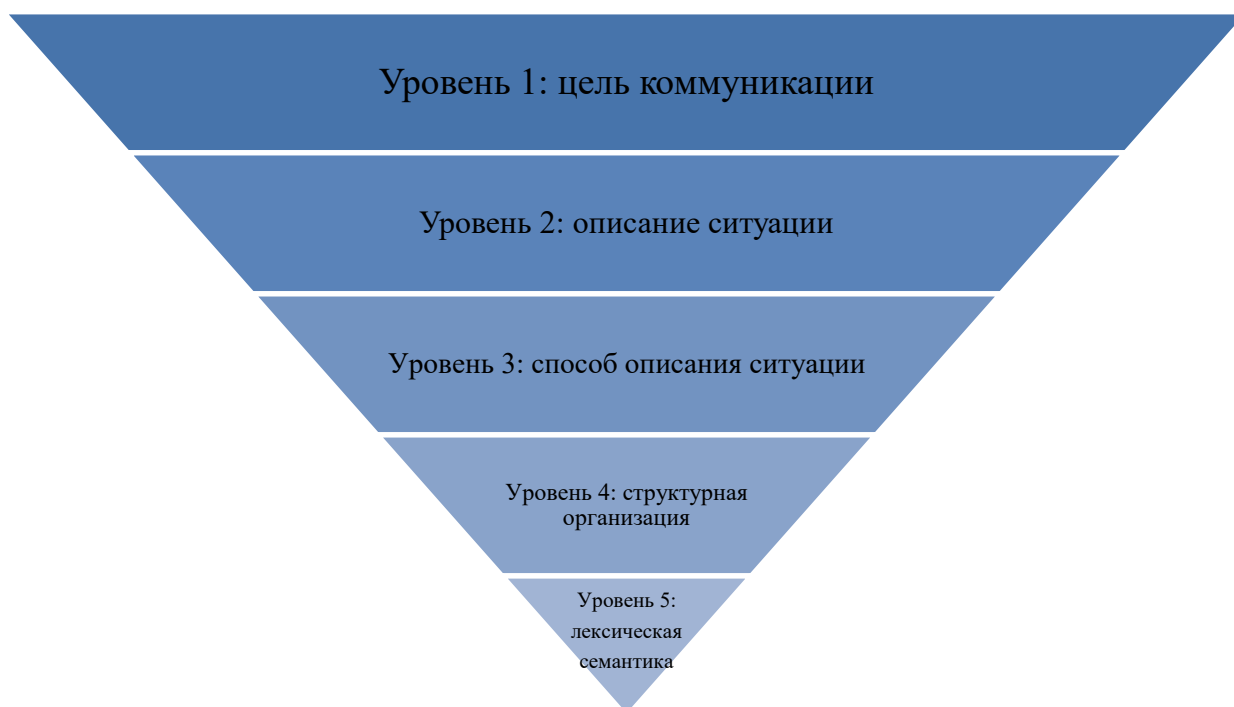 Уровень 1: цель коммуникации
Уровень 2: описание ситуации
Уровень 3: способ описания ситуации
Уровень 4: структурная
организация
Уровень 5:
лексическая
семантика